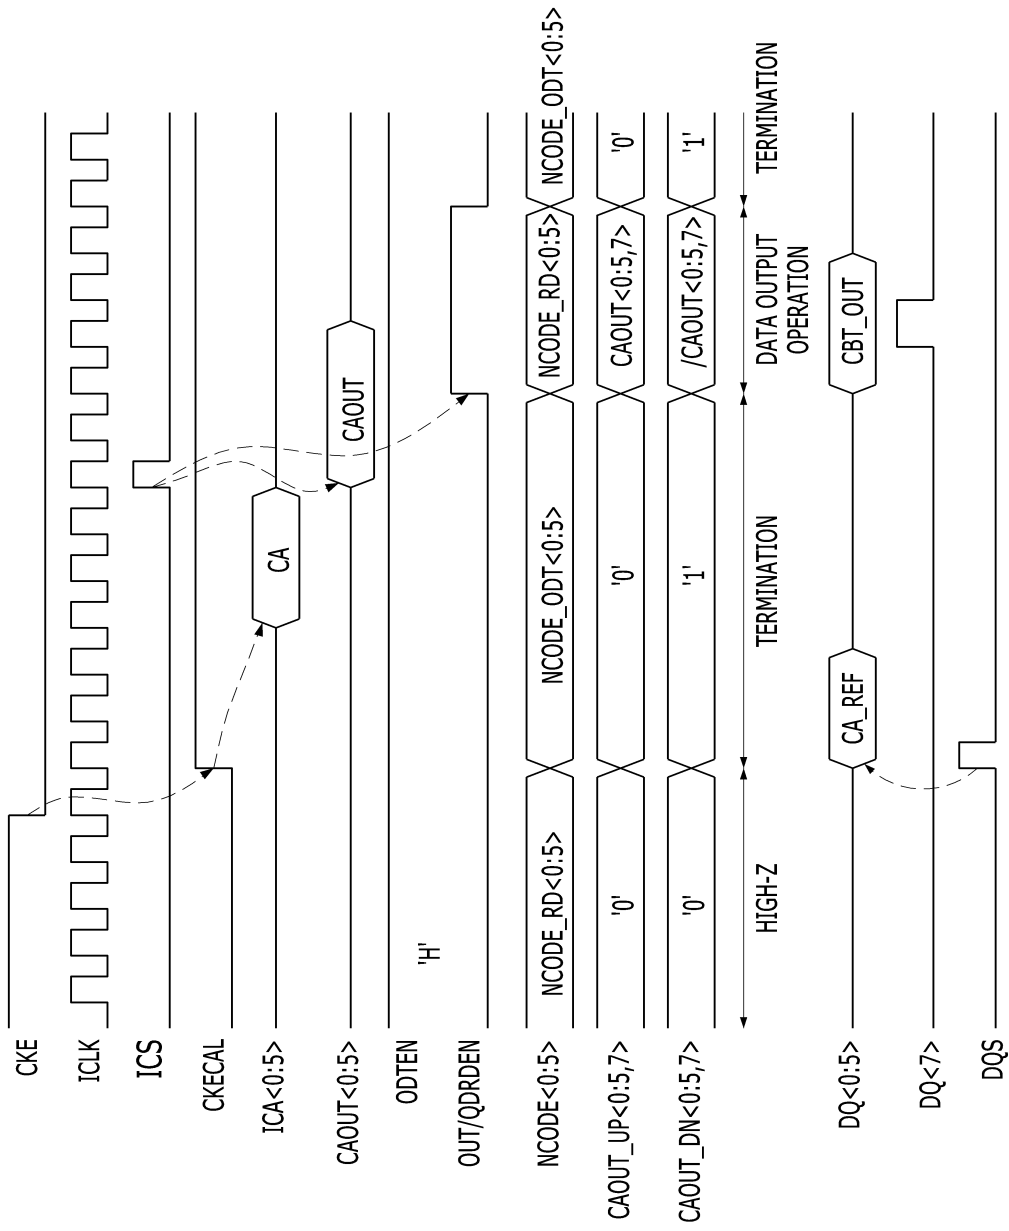 CKE
ICLK
ICS
CKECAL
ICA<0:5>
CA
CAOUT<0:5>
CAOUT
ODTEN
'H'
OUT/QDRDEN
NCODE<0:5>
NCODE_RD<0:5>
NCODE_ODT<0:5>
NCODE_RD<0:5>
NCODE_ODT<0:5>
CAOUT_UP<0:5,7>
'0'
'0'
CAOUT<0:5,7>
'0'
CAOUT_DN<0:5,7>
'0'
'1'
/CAOUT<0:5,7>
'1'
HIGH-Z
TERMINATION
DATA OUTPUT
OPERATION
TERMINATION
DQ<0:5>
CA_REF
CBT_OUT
DQ<7>
DQS